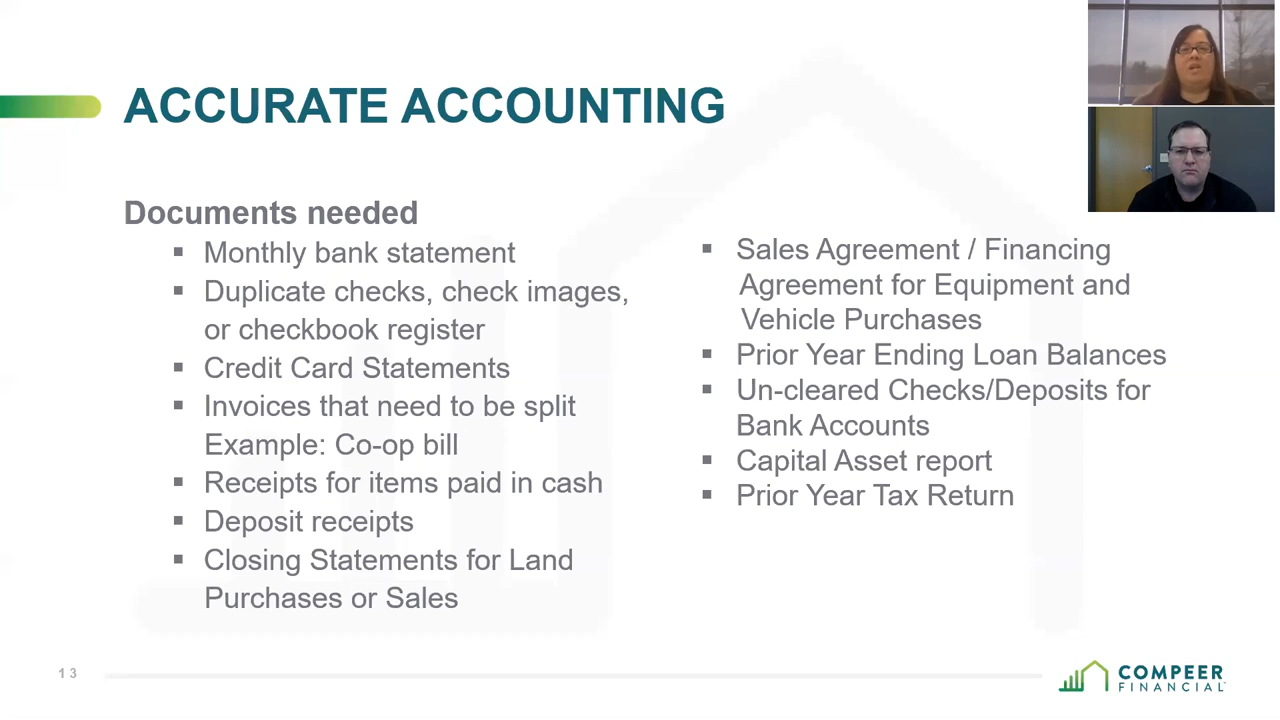 ACCURATE ACCOUNTING
Documents needed
▪ Monthly bank statement
▪ Duplicate checks, check images,
or checkbook register
▪ Credit Card Statements
▪ Invoices that need to be split
Example: Co-op bill
▪ Receipts for items paid in cash
▪ Deposit receipts
▪ Closing Statements for Land
Purchases or Sales
▪ Sales Agreement / Financing
Agreement for Equipment and
Vehicle Purchases
▪ Prior Year Ending Loan Balances
▪ Un-cleared Checks/Deposits for
Bank Accounts
▪ Capital Asset report
▪ Prior Year Tax Return
13
COMPEER
FINANCIAL